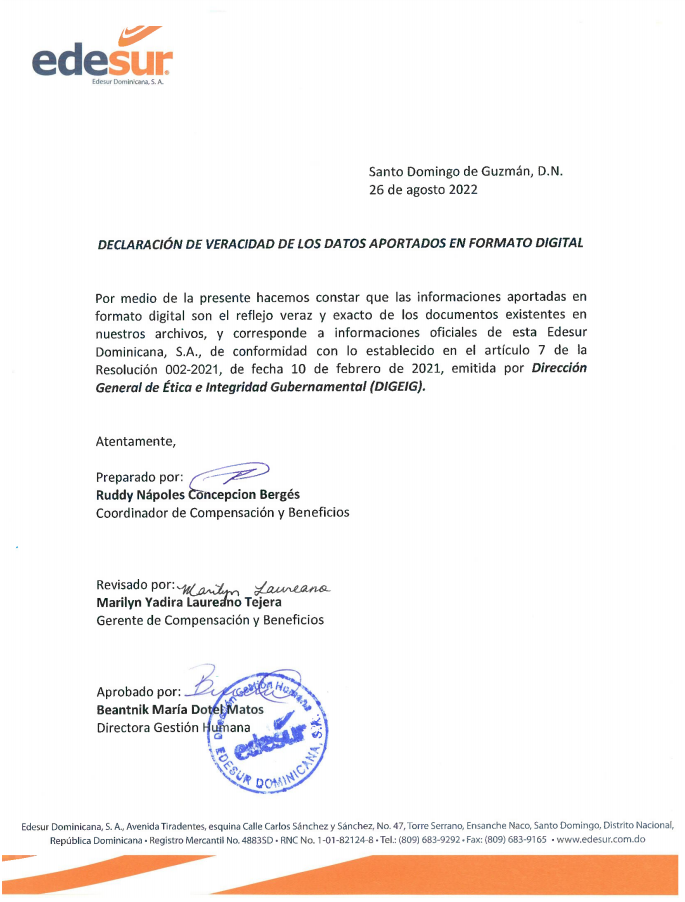 edesur
Edesur Dominicana, S. A.
Santo Domingo de Guzmán, D.N.
26 de agosto 2022
DECLARACIÓN DE VERACIDAD DE LOS DATOS APORTADOS EN FORMATO DIGITAL
Por medio de la presente hacemos constar que las informaciones aportadas en
formato digital son el reflejo veraz y exacto de los documentos existentes en
nuestros archivos, y corresponde a informaciones oficiales de esta Edesur
Dominicana, S.A., de conformidad con lo establecido en el artículo 7 de la
Resolución 002-2021, de fecha 10 de febrero de 2021, emitida por Dirección
General de Ética e Integridad Gubernamental (DIGEIG).
Atentamente,
Preparado por:
Ruddy Nápoles Concepcion Bergés
Coordinador de Compensación y Beneficios
Revisado por: Marilyn Laureano
Marilyn Yadira Laureano Tejera
Gerente de Compensación y Beneficios
Aprobado por:
Beantnik María Dotel Matos
Directora Gestión Humana
Dirección Gestión Humana
edesur
EDESUR DOMINICANA, S.A.
Edesur Dominicana, S. A., Avenida Tiradentes, esquina Calle Carlos Sánchez y Sánchez, No. 47, Torre Serrano, Ensanche Naco, Santo Domingo, Distrito Nacional,
República Dominicana • Registro Mercantil No. 4883SD • RNC No. 1-01-82124-8 • Tel.: (809) 683-9292 • Fax: (809) 683-9165 • www.edesur.com.do